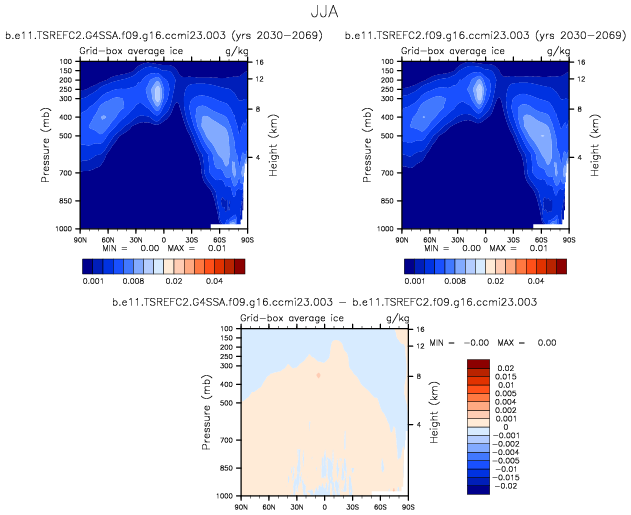 JJA
b.e11.TSREFC2.G4SSA.f09.g16.ccmi23.003 (yrs 2030-2069)
Grid-box average ice g/kg
Pressure (mb)
100
150
200
250
300
400
500
700
850
1000
16
12
8
4
Height (km)
90N 60N 30N 0 30S 60S 90S
MIN = 0.00 MAX = 0.01
0.001 0.008 0.02 0.04
b.e11.TSREFC2.f09.g16.ccmi23.003 (yrs 2030-2069)
Grid-box average ice g/kg
Pressure (mb)
100
150
200
250
300
400
500
700
850
1000
16
12
8
4
Height (km)
90N 60N 30N 0 30S 60S 90S
MIN = 0.00 MAX = 0.01
0.001 0.008 0.02 0.04
b.e11.TSREFC2.G4SSA.f09.g16.ccmi23.003 - b.e11.TSREFC2.f09.g16.ccmi23.003
Grid-box average ice g/kg
Pressure (mb)
100
150
200
250
300
400
500
700
850
1000
16
12
8
4
Height (km)
90N 60N 30N 0 30S 60S 90S
MIN = -0.00 MAX = 0.00
0.02
0.015
0.01
0.005
0.004
0.002
0.001
0
-0.001
-0.002
-0.004
-0.005
-0.01
-0.015
-0.02